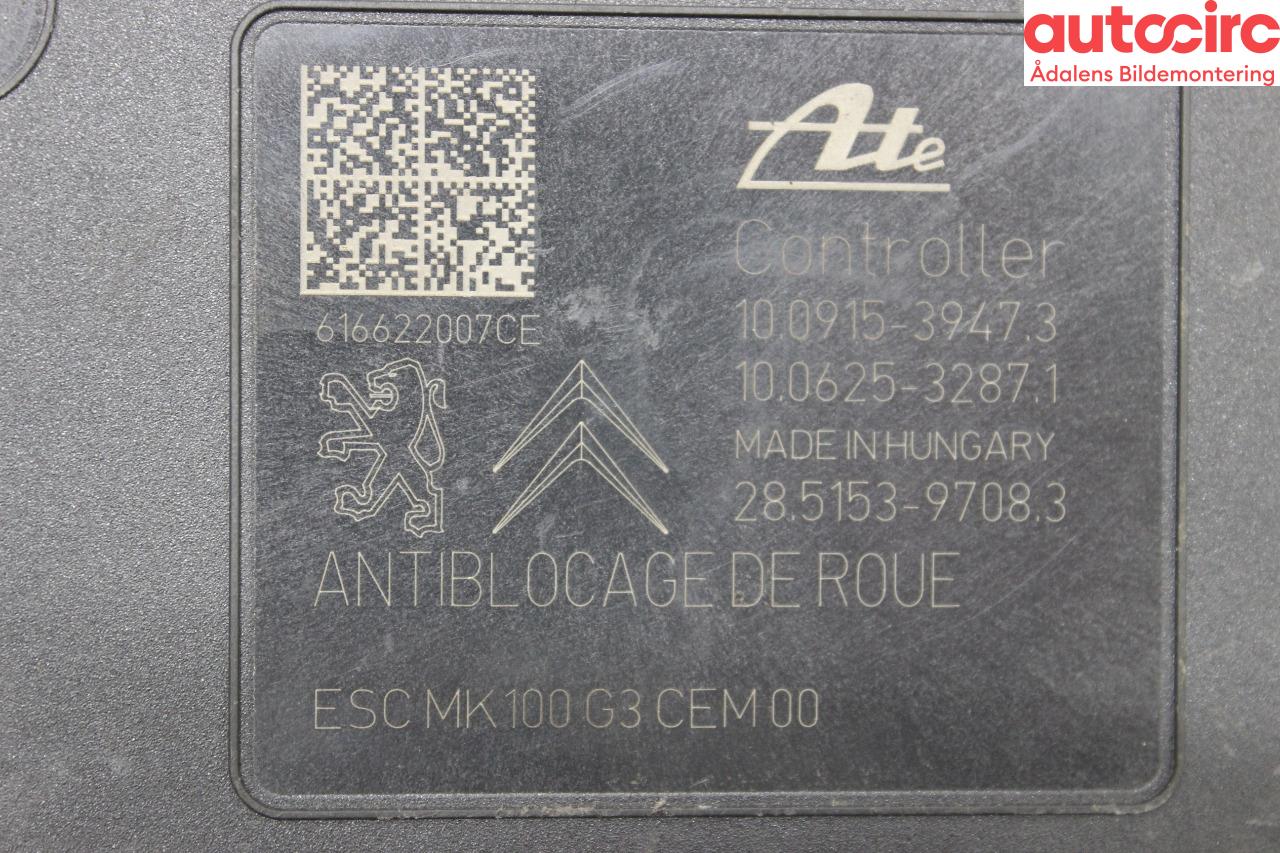 autocirc
Ådalens Bildemontering
Ate
Controller
616622007CE
10.0915-3947.3
10.0625-3287.1
MADE IN HUNGARY
28.5153-9708.3
ANTIBLOCAGE DE ROUE
ESC MK100 G3 CEM 00